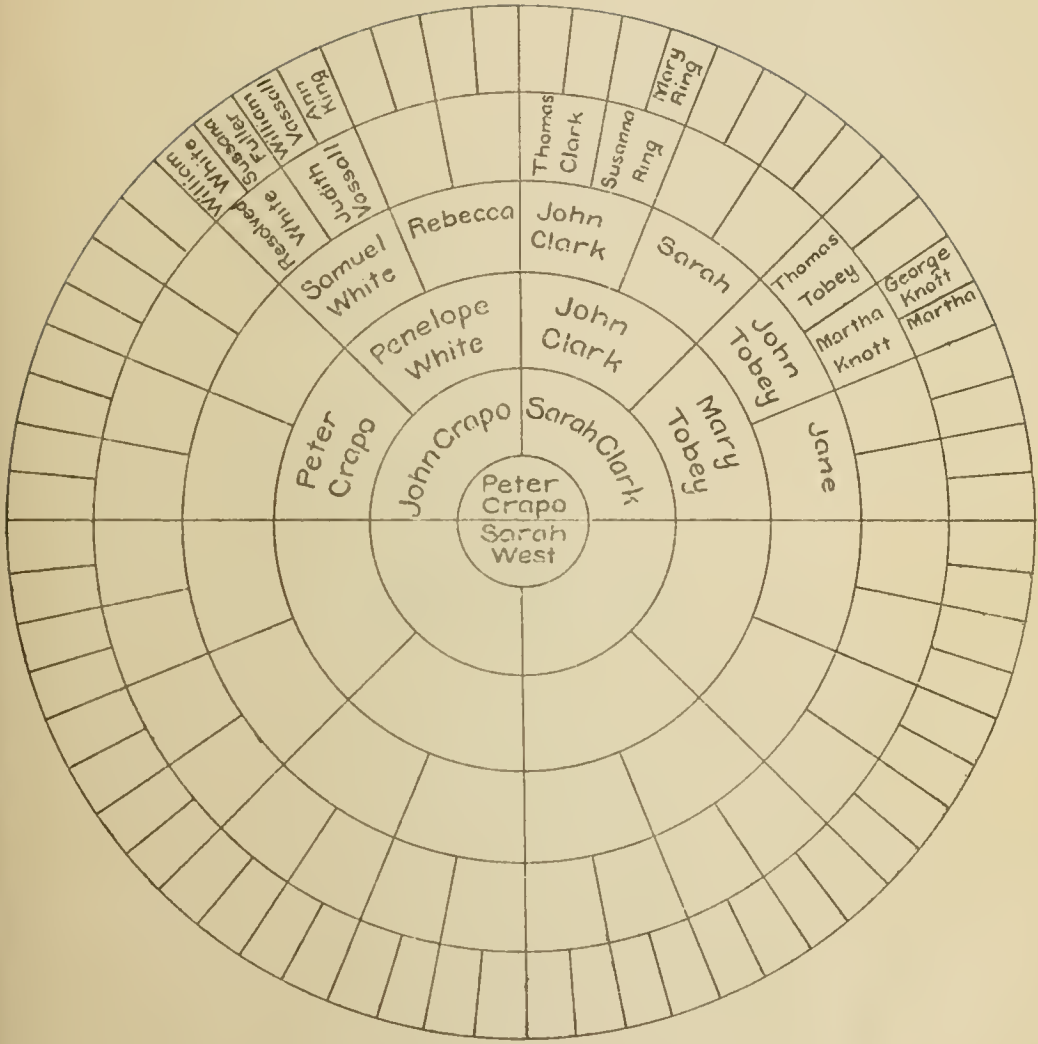 Peter
Crapo
Sarah
West
John Crapo
Sarah Clark
Peter
Crapo
Penelope
White
John
Clark
Mary
Tobey
Samuel
White
Rebecca
John
Clark
Sarah
John
Tobey
Jane
Resolved
White
Judith
Vassall
Thomas
Clark
Susanna
Ring
Thomas
Tobey
Martha
Knott
William
White
Sussana
Fuller
William
Vassall
Ann
King
Mary
Ring
George
Knott
Martha